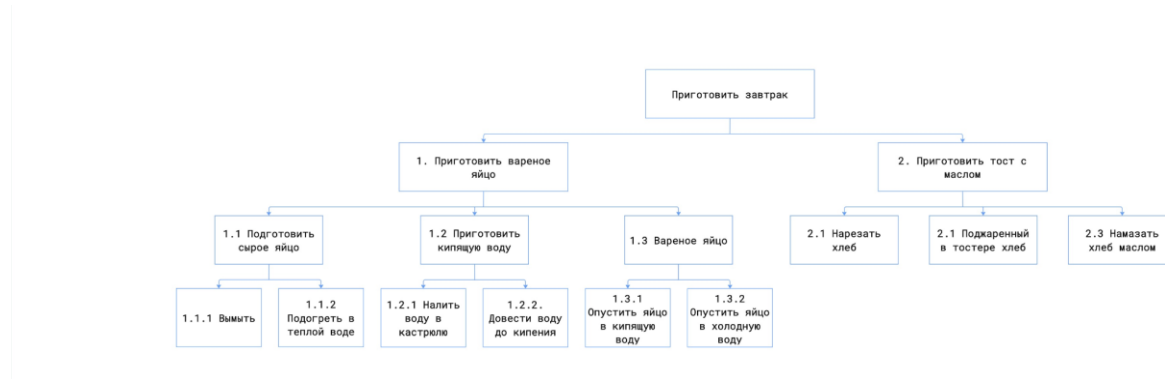 Приготовить завтрак
1. Приготовить вареное
яйцо
2. Приготовить тост с
маслом
1.1 Подготовить
сырое яйцо
1.2 Приготовить
кипящую воду
1.3 Вареное яйцо
2.1 Нарезать
хлеб
2.1 Поджаренный
в тостере хлеб
2.3 Намазать
хлеб маслом
1.1.1 Вымыть
1.1.2
Подогреть в
теплой воде
1.2.1 Налить
воду в
кастрюлю
1.2.2.
Довести воду
до кипения
1.3.1
Опустить яйцо
в кипящую
воду
1.3.2
Опустить яйцо
в холодную
воду